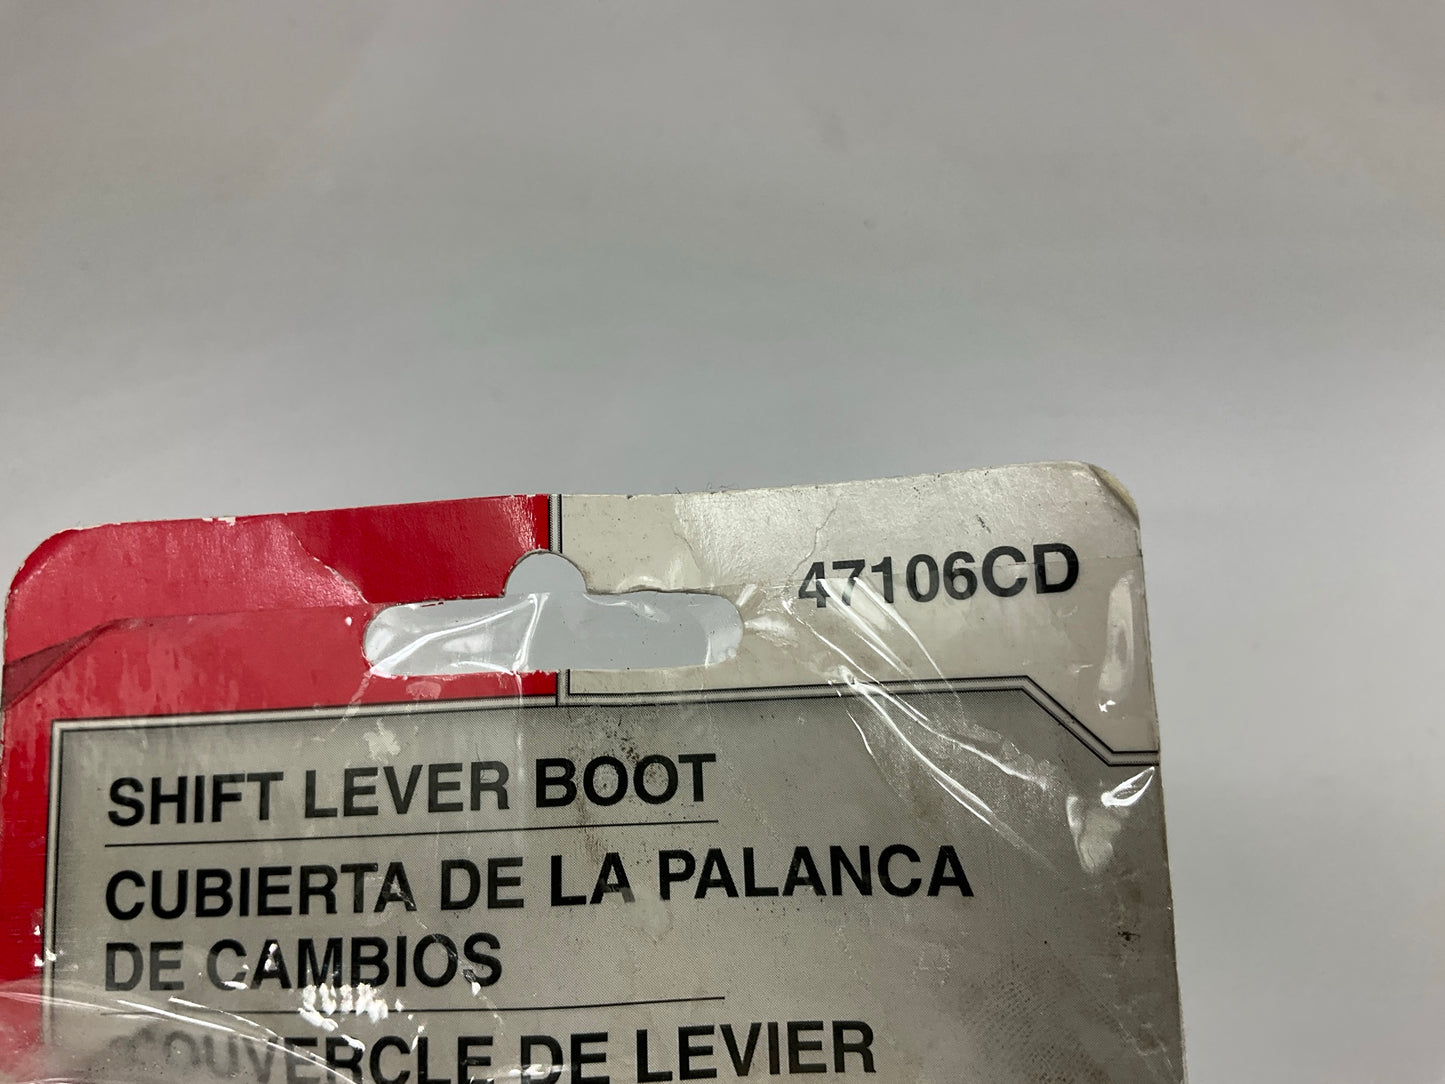 47106CD
SHIFT LEVER BOOT
CUBIERTA DE LA PALANCA
DE CAMBIOS
COUVERCLE DE LEVIER